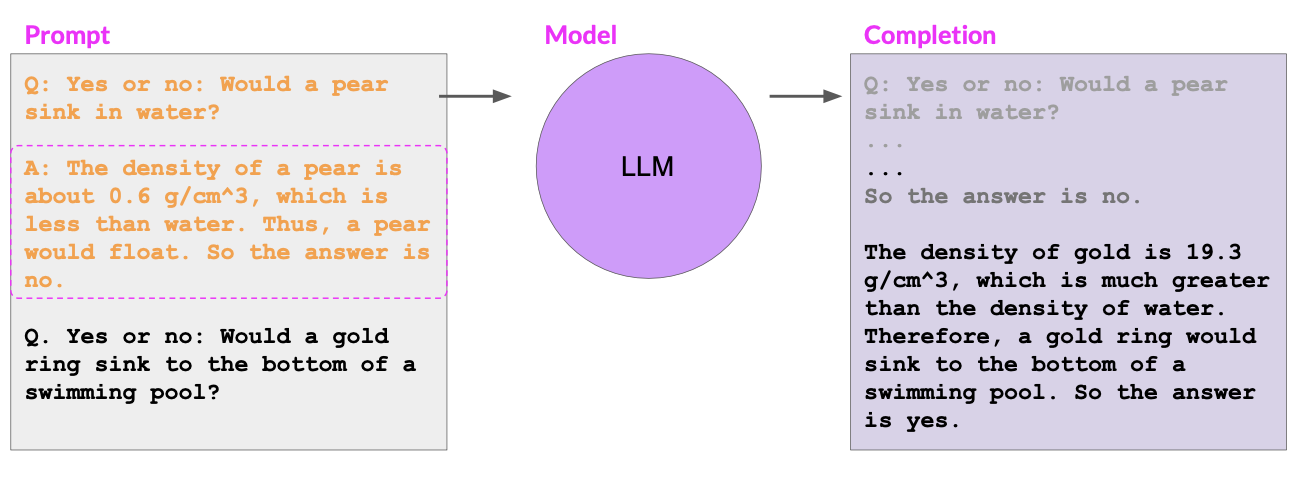 Prompt
Q: Yes or no: Would a pear
sink in water?
A: The density of a pear is
about 0.6 g/cm^3, which is
less than water. Thus, a pear
would float. So the answer is
no.
Q. Yes or no: Would a gold
ring sink to the bottom of a
swimming pool?
Model
LLM
Completion
Q: Yes or no: Would a pear
sink in water?
...
...
So the answer is no.
The density of gold is 19.3
g/cm^3, which is much greater
than the density of water.
Therefore, a gold ring would
sink to the bottom of a
swimming pool. So the answer
is yes.